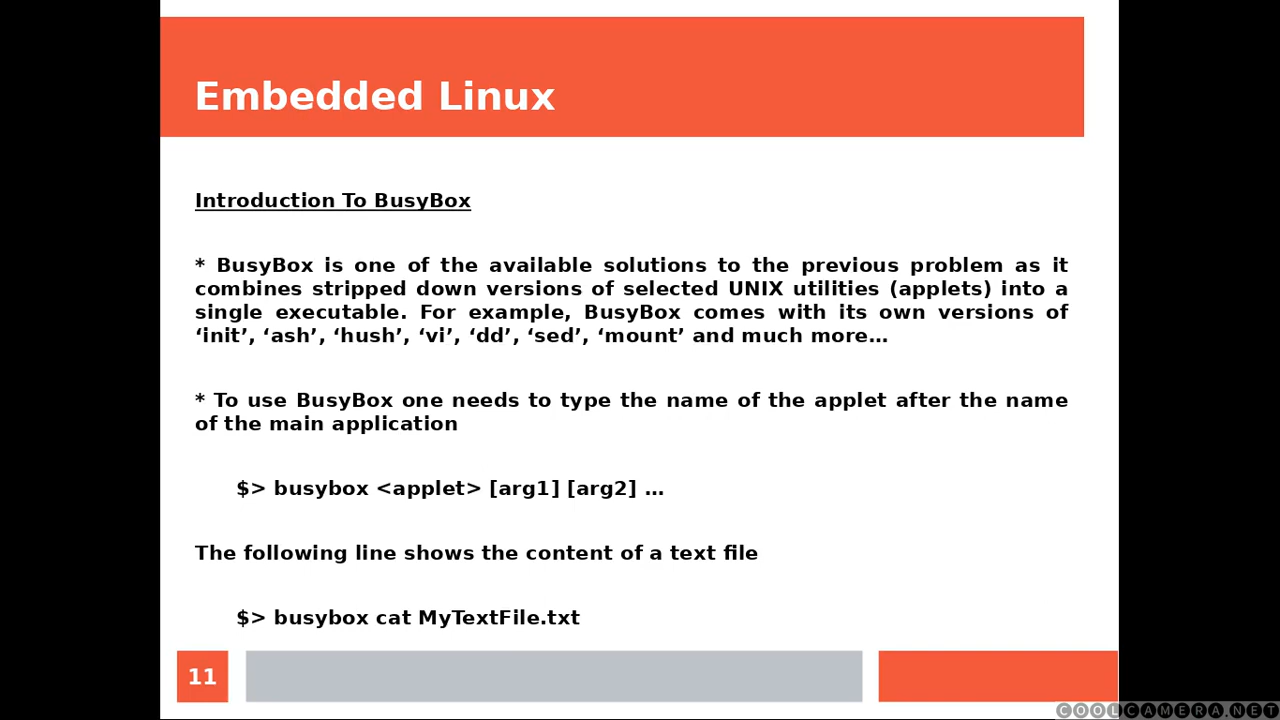 Embedded Linux
Introduction To BusyBox
* BusyBox is one of the available solutions to the previous problem as it
combines stripped down versions of selected UNIX utilities (applets) into a
single executable. For example, BusyBox comes with its own versions of
‘init’, ‘ash’, ‘hush’, ‘vi’, ‘dd’, ‘sed’, ‘mount’ and much more…
* To use BusyBox one needs to type the name of the applet after the name
of the main application
$> busybox <applet> [arg1] [arg2] …
The following line shows the content of a text file
$> busybox cat MyTextFile.txt
11
COOLCAMERA.NET